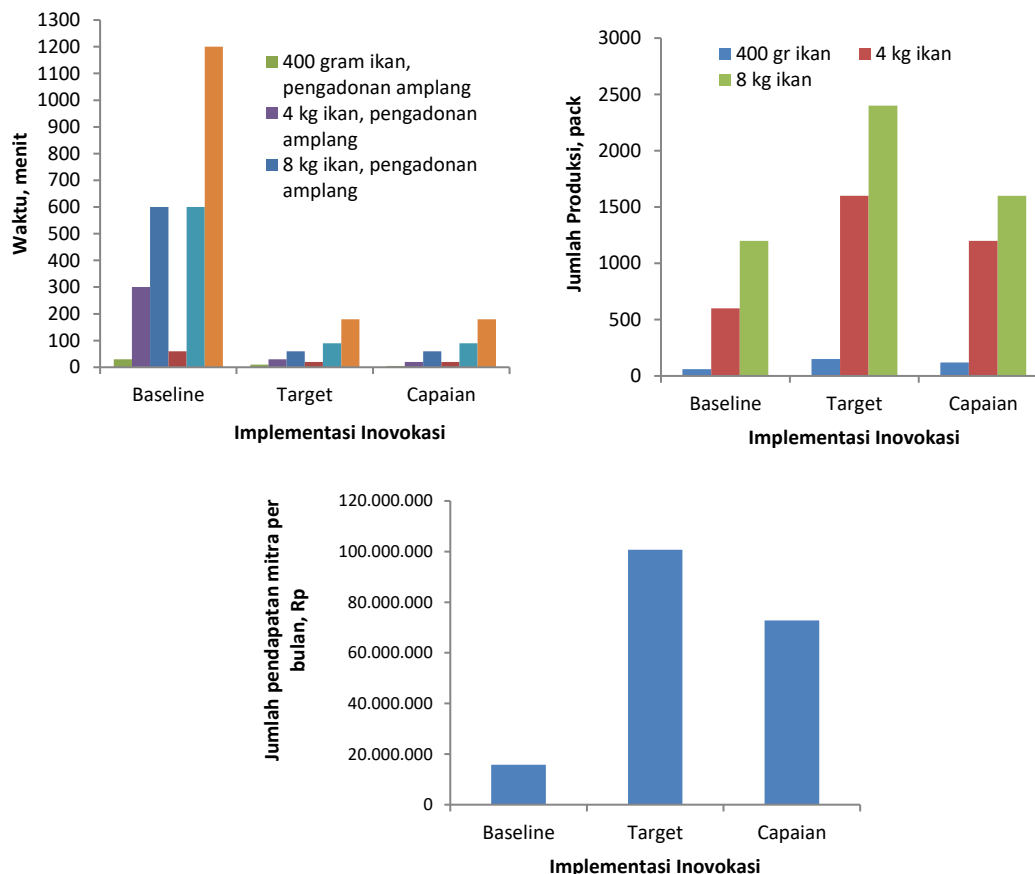 1300
1200
1100
1000
900
800
700
600
500
400
300
200
100
0
Waktu, menit
400 gram ikan,
pengadonan amplang
4 kg ikan, pengadonan
amplang
8 kg ikan, pengadonan
amplang
Baseline
Target
Capaian
Implementasi Inovokasi
3000
2500
2000
1500
1000
500
0
Jumlah Produksi, pack
400 gr ikan
4 kg ikan
8 kg ikan
Baseline
Target
Capaian
Implementasi Inovokasi
Jumlah pendapatan mitra per
bulan, Rp
120.000.000
100.000.000
80.000.000
60.000.000
40.000.000
20.000.000
0
Baseline
Target
Capaian
Implementasi Inovokasi